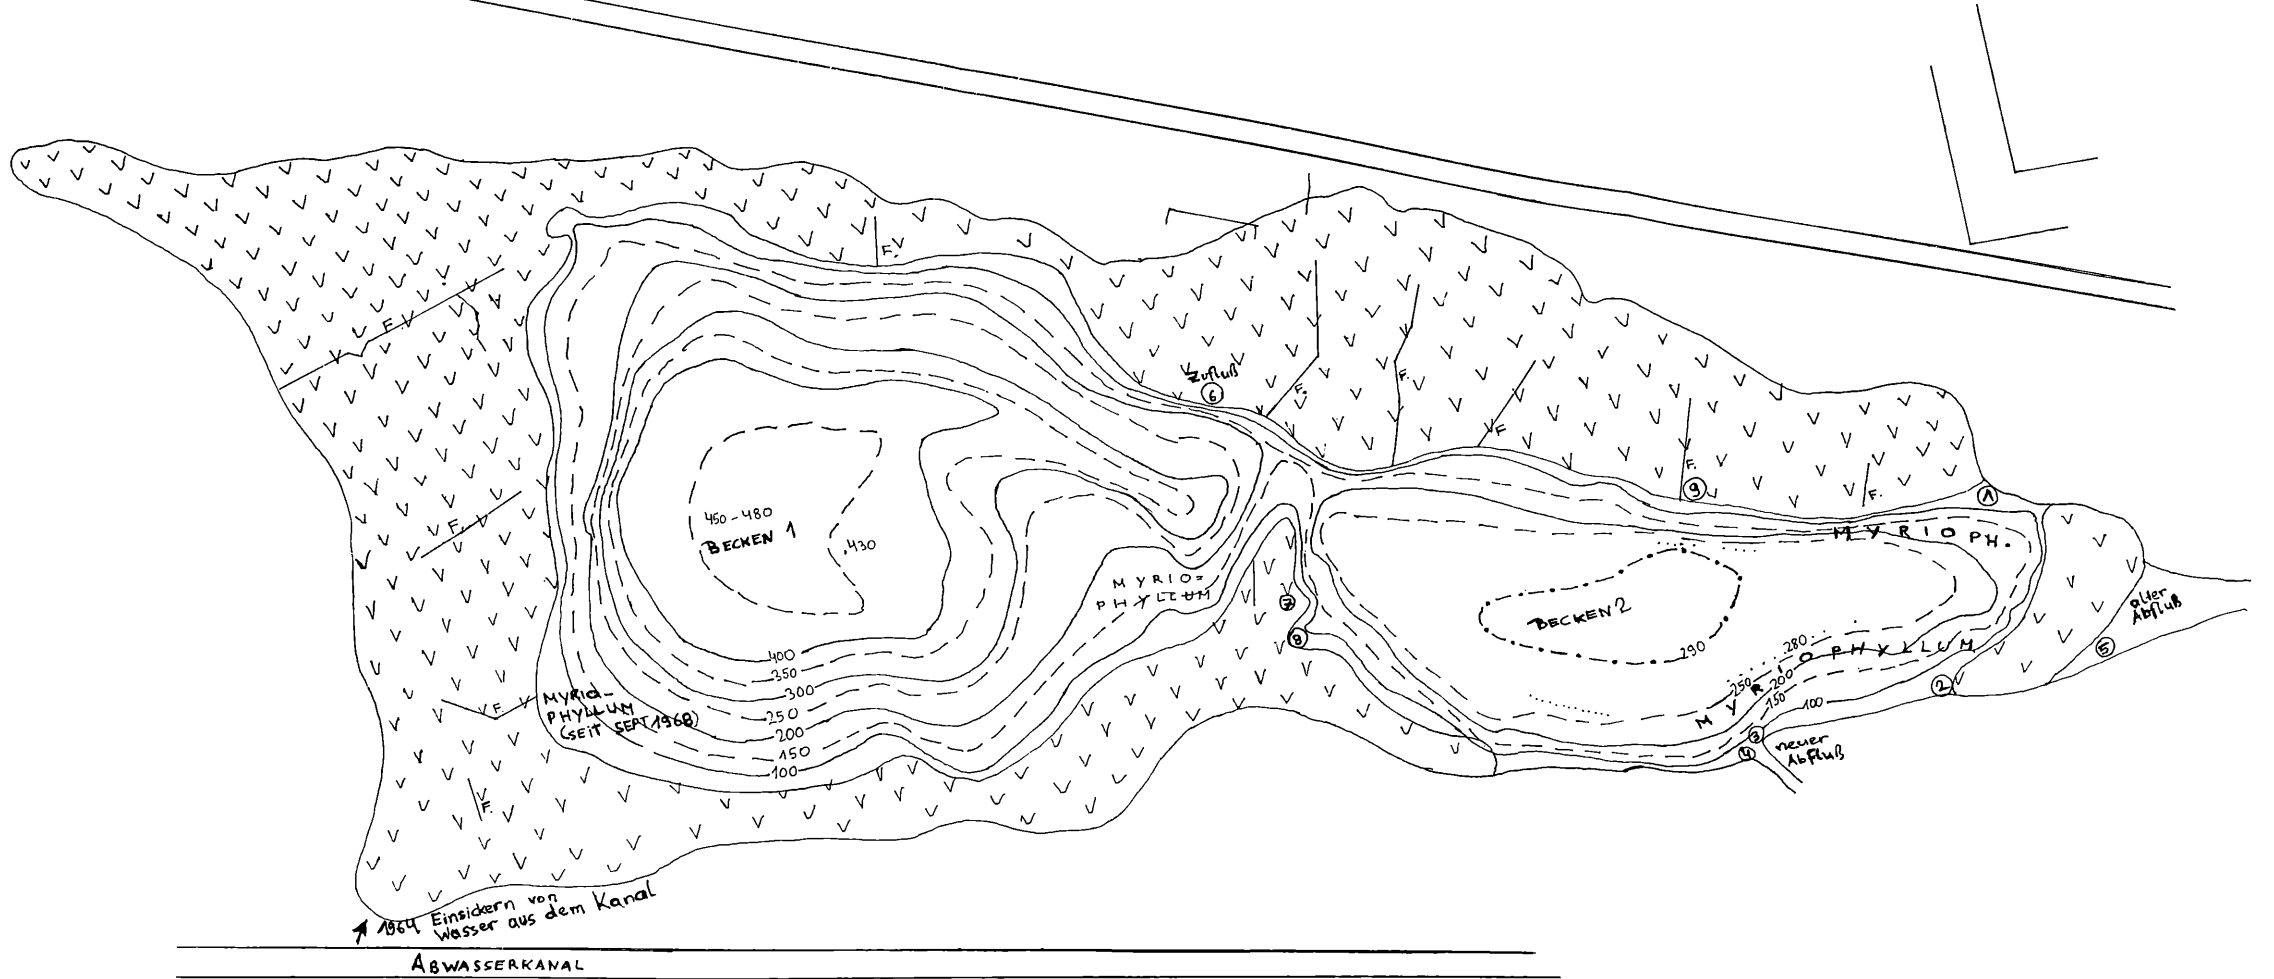 F.
F.
Zufluß
6
F.
F.
F
F.
9
F.
1
MYRIOPH.
450-480
BECKEN 1
.430
F.
MYRIO=
PHYLLUM
7
8
BECKEN 2
290
alter
Abfluß
5
400
350
300
250
200
150
100
280
250
200
150
100
MYRIOPHYLLUM
2
3
4
neuer
Abfluß
F.
MYRIO-
PHYLLUM
(SEIT SEPT 1968)
F.
1964 Einsickern von
Wasser aus dem Kanal
ABWASSERKANAL